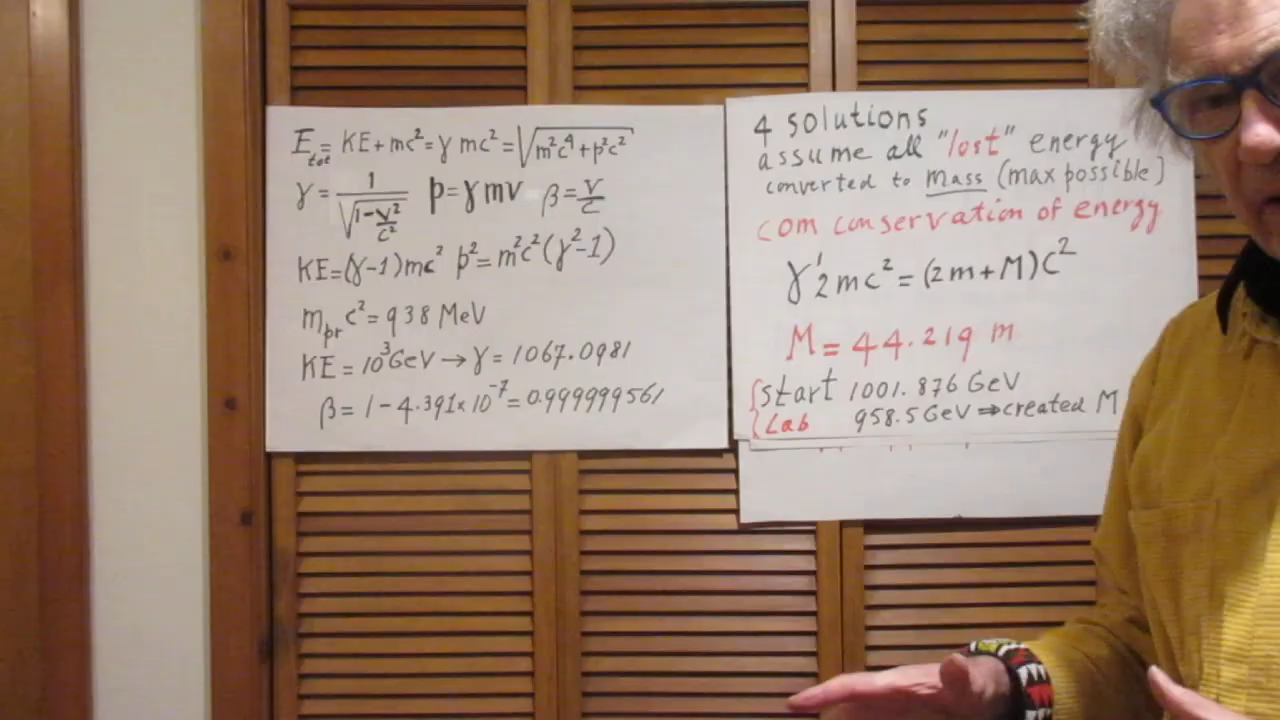 E_tot = KE + mc² = γ mc² = √(m²c⁴ + p²c²)
γ = 1/√(1 - v²/c²) p = γ mv β = v/c
KE = (γ-1)mc² p² = m²c²(γ²-1)
m_pr c² = 938 MeV
KE = 10³ GeV → γ = 1067.0981
β = 1 - 4.391 x 10⁻⁷ = 0.999999561
4 solutions
assume all "lost" energy
converted to mass (max possible)
com conservation of energy
γ' 2mc² = (2m + M)C²
M = 44.219 m
start 1001.876 GeV
Lab 958.5 GeV ⇒ created M